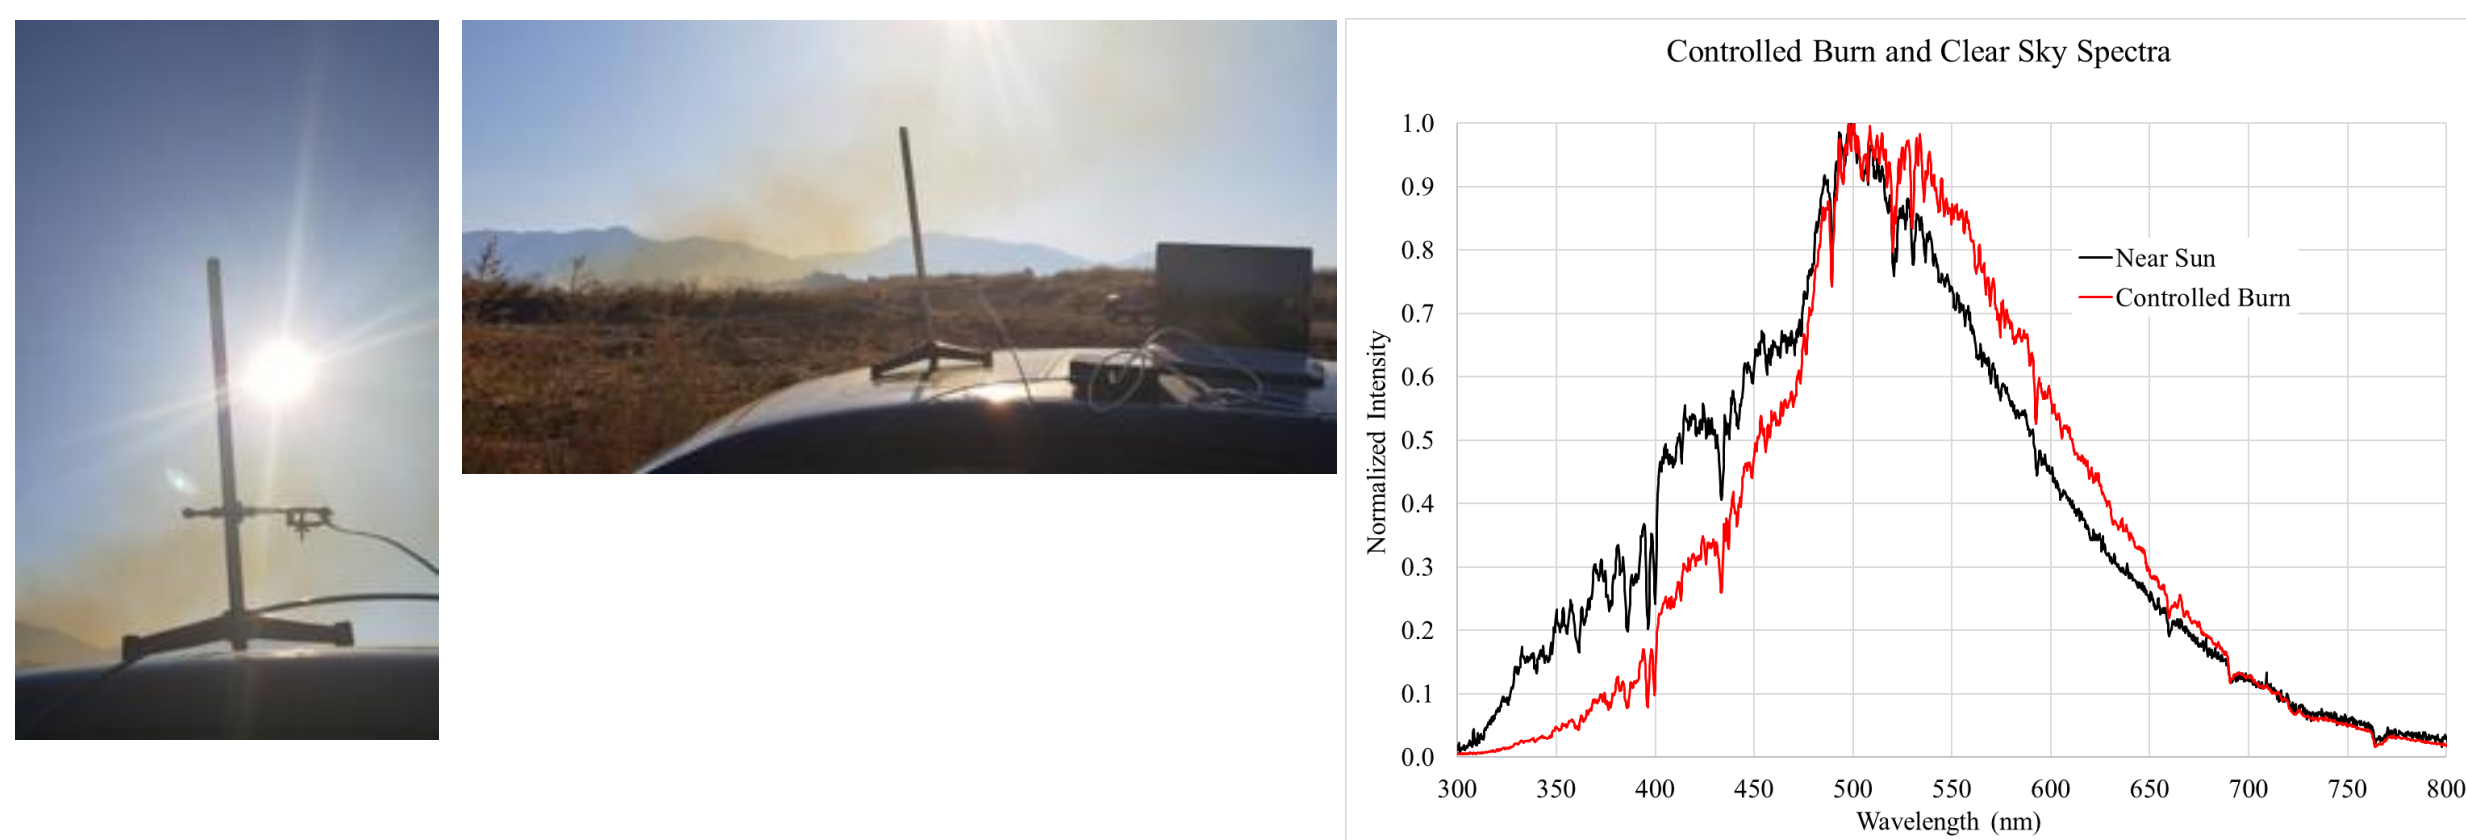 Controlled Burn and Clear Sky Spectra
1.0
0.9
0.8
0.7
0.6
0.5
0.4
0.3
0.2
0.1
0.0
Normalized Intensity
Near Sun
Controlled Burn
300 350 400 450 500 550 600 650 700 750 800
Wavelength (nm)